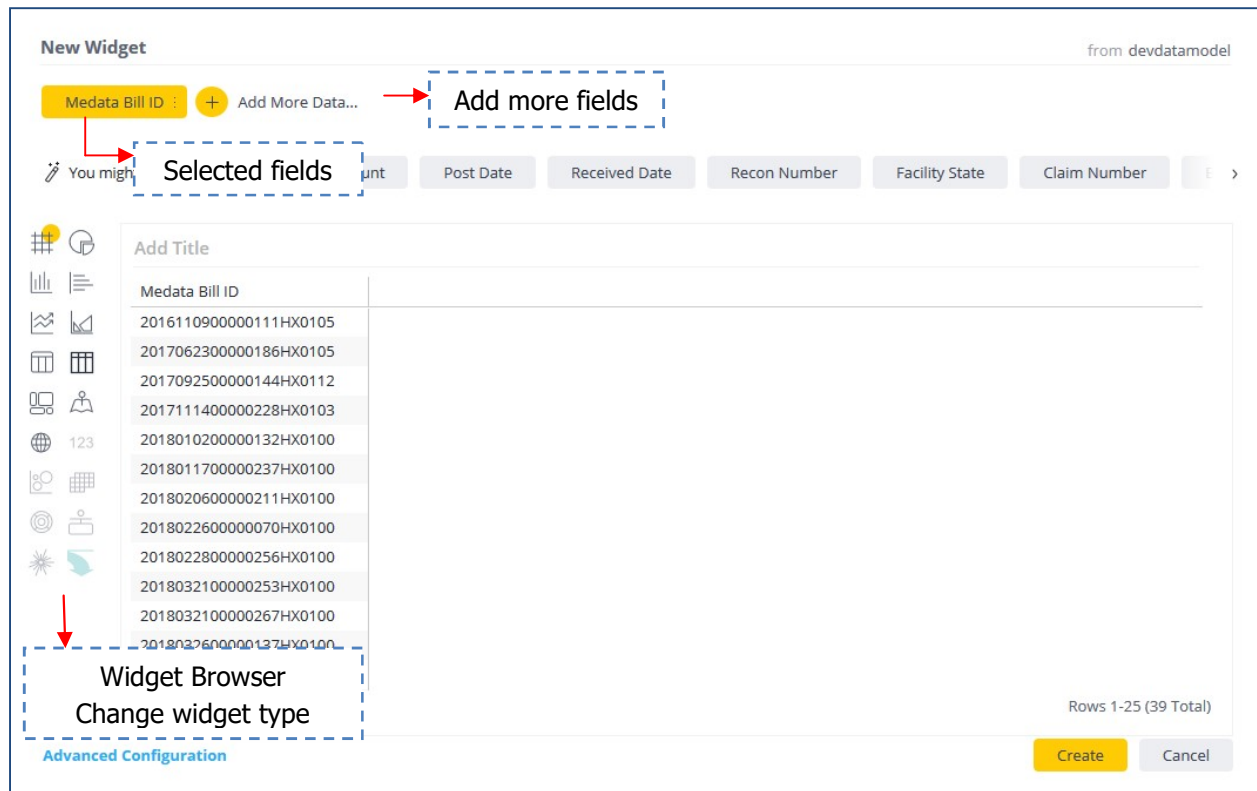 New Widget
from devdatamodel
Medata Bill ID
Add More Data...
Add more fields
You
Selected fields
Post Date
Received Date
Recon Number
Facility State
Claim Number
Add Title
Medata Bill ID
2016110900000111HX0105
2017062300000186HX0105
2017092500000144HX0112
2017111400000228HX0103
2018010200000132HX0100
123
2018011700000237HX0100
2018020600000211HX0100
2018022600000070HX0100
2018022800000256HX0100
2018032100000253HX0100
2018032100000267HX0100
2018032600000137HX0100
Widget Browser
Change widget type
Rows 1-25 (39 Total)
Advanced Configuration
Create
Cancel